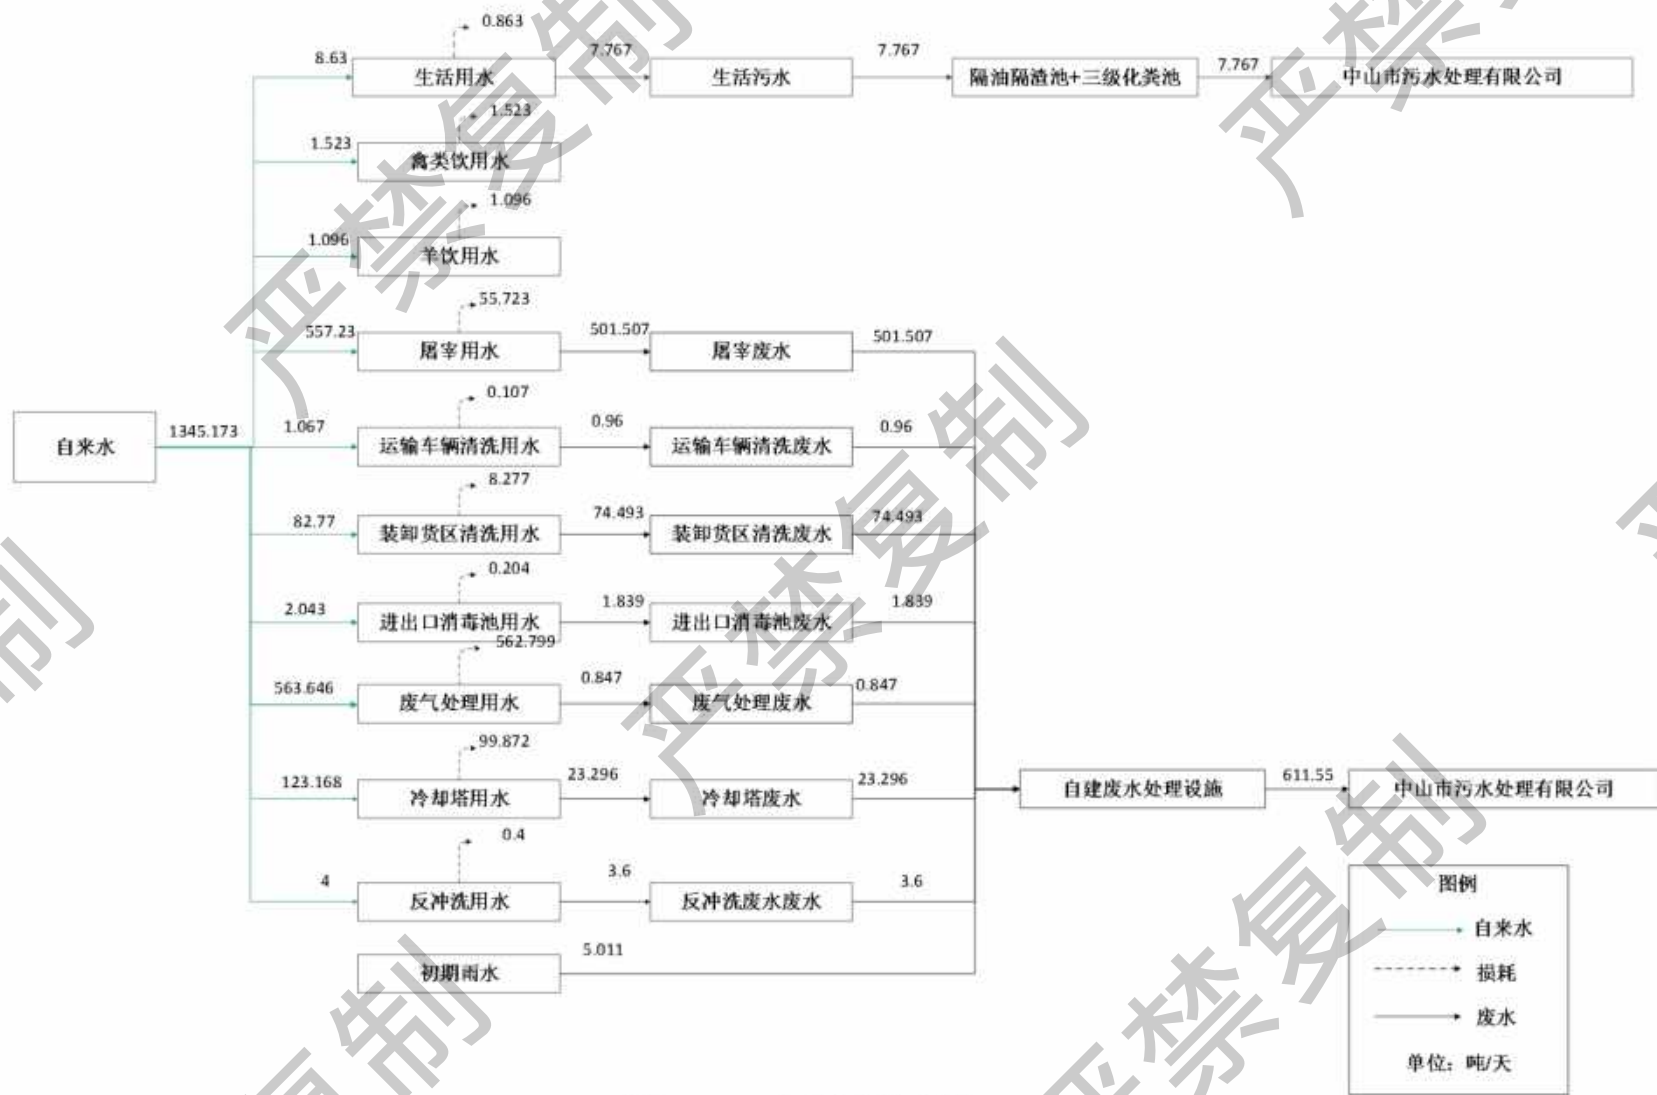 0.863
8.63
生活用水
7.767
生活污水
7.767
隔油隔渣池+三级化粪池
7.767
中山市污水处理有限公司
1.523
1.523
禽类饮用水
1.096
1.096
羊饮用水
55.723
557.23
屠宰用水
501.507
屠宰废水
501.507
自来水
1345.173
0.107
1.067
运输车辆清洗用水
0.96
运输车辆清洗废水
0.96
8.277
82.77
装卸货区清洗用水
74.493
装卸货区清洗废水
74.493
0.204
2.043
进出口消毒池用水
1.839
进出口消毒池废水
1.839
562.799
563.646
废气处理用水
0.847
废气处理废水
0.847
99.872
123.168
冷却塔用水
23.296
冷却塔废水
23.296
自建废水处理设施
611.55
中山市污水处理有限公司
0.4
4
反冲洗用水
3.6
反冲洗废水废水
3.6
初期雨水
5.011
图例
自来水
损耗
废水
单位：吨/天
严禁复制
严禁复制
严禁复制
严禁复制
制
复制
严